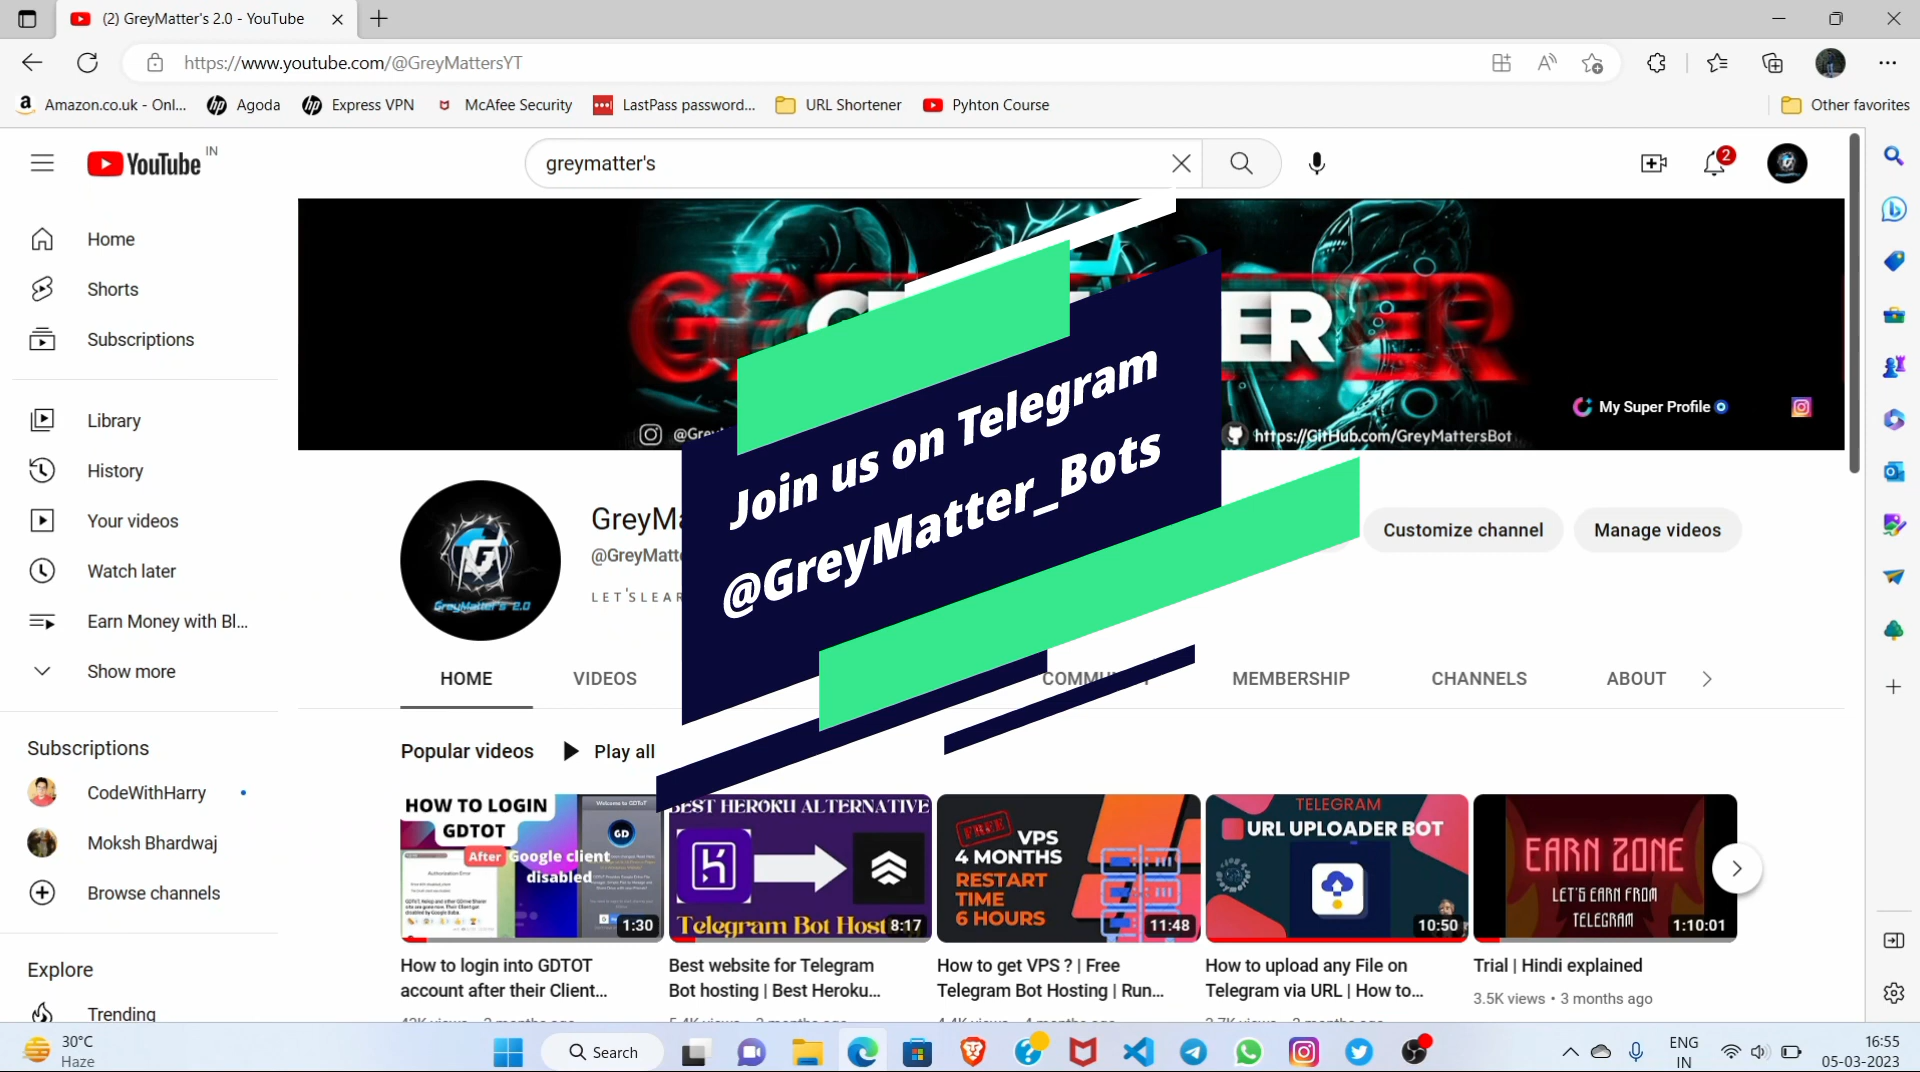 (2) GreyMatter's 2.0 - YouTube
https://www.youtube.com/@GreyMattersYT
Amazon.co.uk - Onl...
Agoda
Express VPN
McAfee Security
LastPass password...
URL Shortener
Pyhton Course
Other favorites
YouTube IN
greymatter's
2
Home
Shorts
Subscriptions
Library
History
Your videos
Watch later
Earn Money with Bl...
Show more
Subscriptions
CodeWithHarry
Moksh Bhardwaj
Browse channels
Explore
Trending
My Super Profile
https://GitHub.com/GreyMattersBot
Join us on Telegram
@GreyMatter_Bots
GreyMatter's 2.0
Customize channel
Manage videos
HOME
VIDEOS
MEMBERSHIP
CHANNELS
ABOUT
Popular videos
Play all
HOW TO LOGIN
GDTOT
After Google client
disabled
Welcome to GDToT
GD
1:30
How to login into GDTOT
account after their Client...
BEST HEROKU ALTERNATIVE
8:17
Best website for Telegram
Bot hosting | Best Heroku...
FREE VPS
4 MONTHS
RESTART
TIME
6 HOURS
11:48
How to get VPS ? | Free
Telegram Bot Hosting | Run...
TELEGRAM
URL UPLOADER BOT
10:50
How to upload any File on
Telegram via URL | How to...
EARN ZONE
LET'S EARN FROM
TELEGRAM
1:10:01
Trial | Hindi explained
3.5K views • 3 months ago
30°C
Haze
Search
ENG
IN
16:55
05-03-2023